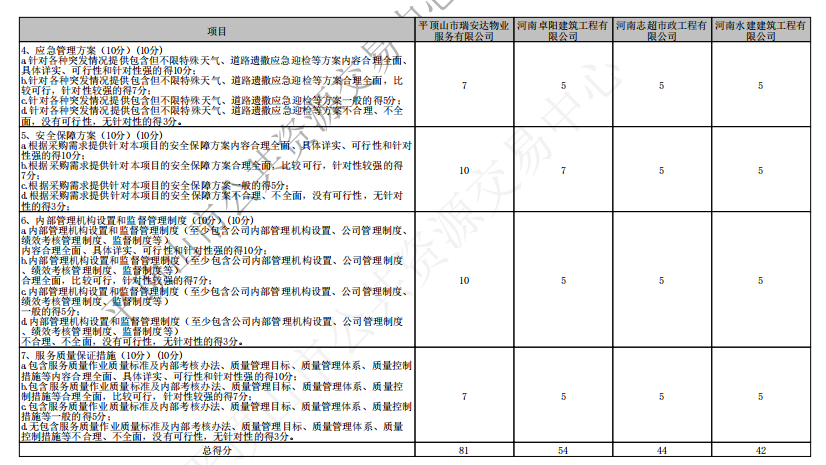 项目
平顶山市瑞安达物业
服务有限公司
河南卓阳建筑工程有
限公司
河南志超市政工程有
限公司
河南水建建筑工程有
限公司
4、应急管理方案（10分）(10分)
a.针对各种突发情况提供包含但不限特殊天气、道路遗撒应急迎检等方案内容合理全面、
具体详实、可行性和针对性强的得10分；
b.针对各种突发情况提供包含但不限特殊天气、道路遗撒应急迎检等方案合理全面，比
较可行，针对性较强的得7分；
c.针对各种突发情况提供包含但不限特殊天气、道路遗撒应急迎检等方案一般的得5分；
d.针对各种突发情况提供包含但不限特殊天气、道路遗撒应急迎检等方案不合理、不全
面，没有可行性，无针对性的得3分。
7
5
5
5
5、安全保障方案（10分）(10分)
a.根据采购需求提供针对本项目的安全保障方案内容合理全面、具体详实、可行性和针对
性强的得10分；
b.根据采购需求提供针对本项目的安全保障方案合理全面，比较可行，针对性较强的得
7分；
c.根据采购需求提供针对本项目的安全保障方案一般的得5分；
d.根据采购需求提供针对本项目的安全保障方案不合理、不全面，没有可行性，无针对
性的得3分；
10
7
5
5
6、内部管理机构设置和监督管理制度（10分）(10分)
a.内部管理机构设置和监督管理制度（至少包含公司内部管理机构设置、公司管理制度、
绩效考核管理制度、监督制度等）
内容合理全面、具体详实、可行性和针对性强的得10分；
b.内部管理机构设置和监督管理制度（至少包含公司内部管理机构设置、公司管理制度
、绩效考核管理制度、监督制度等）
合理全面，比较可行，针对性较强的得7分；
c.内部管理机构设置和监督管理制度（至少包含公司内部管理机构设置、公司管理制度、
绩效考核管理制度、监督制度等）
一般的得5分；
d.内部管理机构设置和监督管理制度（至少包含公司内部管理机构设置、公司管理制度
、绩效考核管理制度、监督制度等）
不合理、不全面，没有可行性，无针对性的得3分。
10
5
5
5
7、服务质量保证措施（10分）(10分)
a.包含服务质量作业质量标准及内部考核办法、质量管理目标、质量管理体系、质量控制
措施等内容合理全面、具体详实、可行性和针对性强的得10分；
b.包含服务质量作业质量标准及内部考核办法、质量管理目标、质量管理体系、质量控
制措施等合理全面，比较可行，针对性较强的得7分；
c.包含服务质量作业质量标准及内部考核办法、质量管理目标、质量管理体系、质量控制
措施等一般的得5分；
d.无包含服务质量作业质量标准及内部考核办法、质量管理目标、质量管理体系、质量
控制措施等不合理、不全面，没有可行性，无针对性的得3分。
7
5
5
5
总得分
81
54
44
42
平顶山市公共资源交易中心